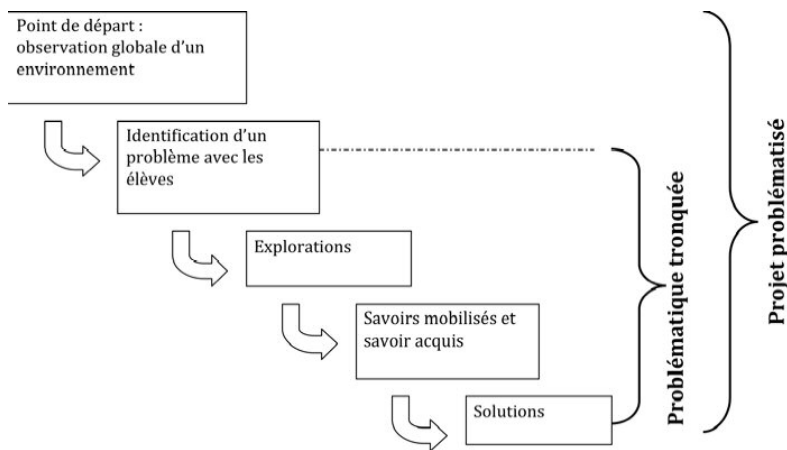 Point de départ :
observation globale d'un
environnement
Identification d'un
problème avec les
élèves
Explorations
Savoirs mobilisés et
savoir acquis
Solutions
Problématique tronquée
Projet problématisé